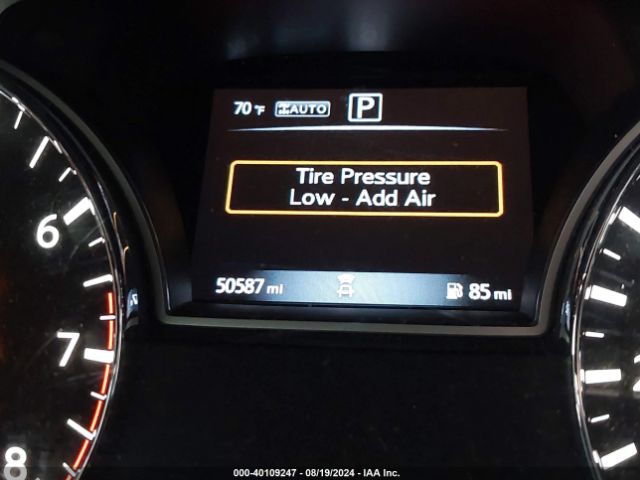 70 °F AUTO P
Tire Pressure
Low - Add Air
50587 mi 85 mi
6
7
8
000-40109247 - 08/19/2024 - IAA Inc.